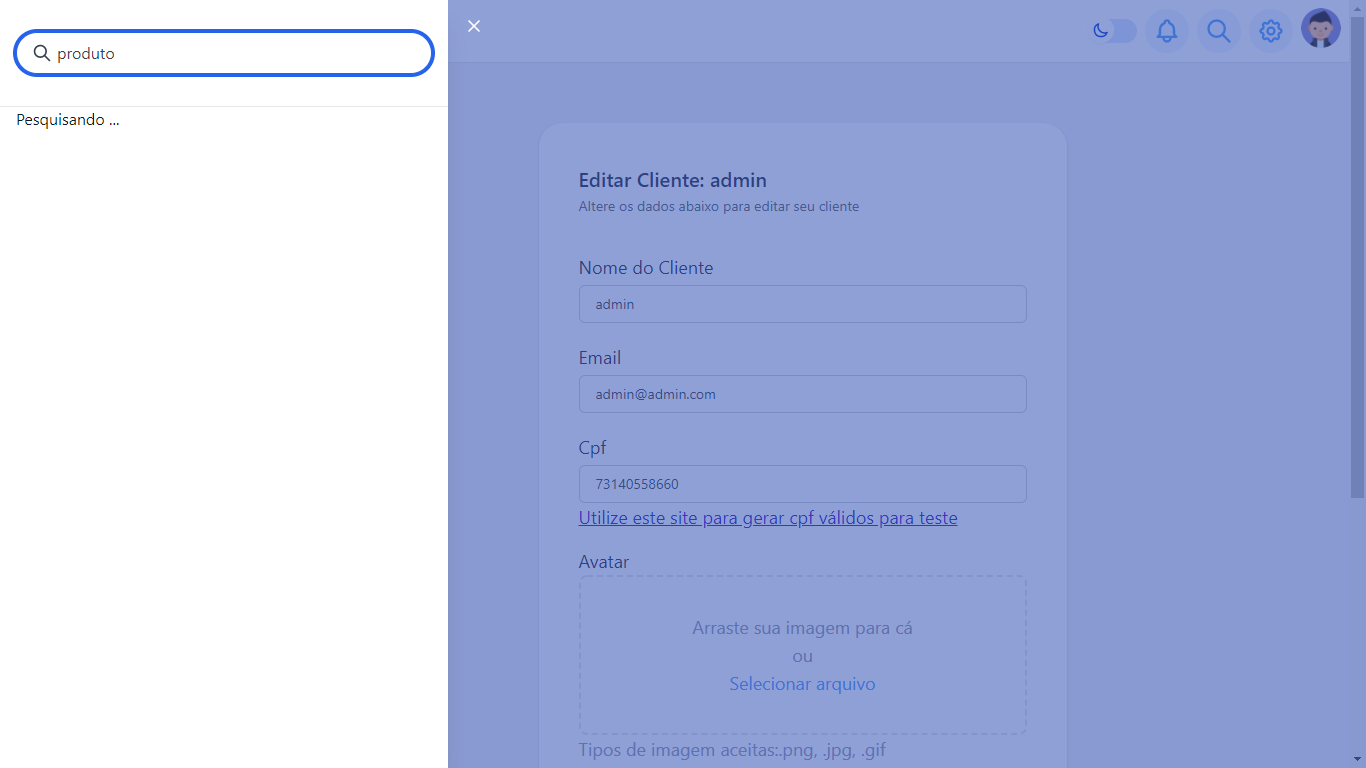 produto
Pesquisando ...
Editar Cliente: admin
Altere os dados abaixo para editar seu cliente
Nome do Cliente
admin
Email
admin@admin.com
Cpf
73140558660
Utilize este site para gerar cpf válidos para teste
Avatar
Arraste sua imagem para cá
ou
Selecionar arquivo
Tipos de imagem aceitas:.png, .jpg, .gif